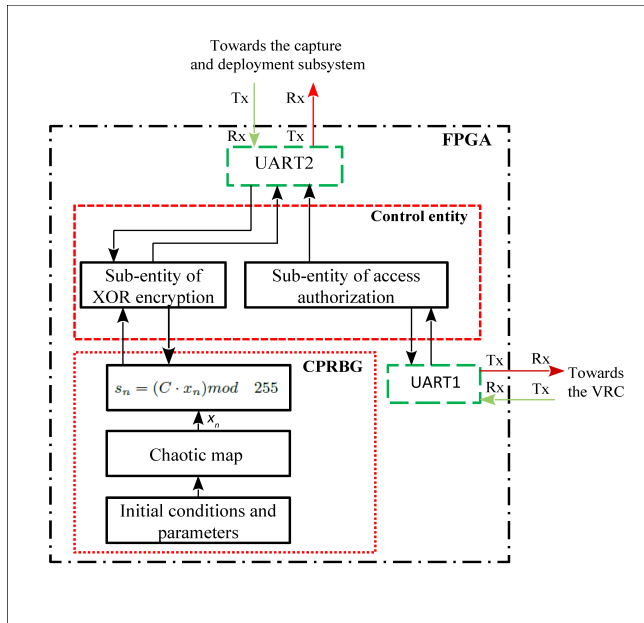 Towards the capture
and deployment subsystem
Tx Rx
Rx Tx
FPGA
UART2
Control entity
Sub-entity of
XOR encryption
Sub-entity of access
authorization
CPRBG
s_n = (C · x_n)mod 255
x_n
Chaotic map
Initial conditions and
parameters
UART1
Tx Rx
Rx Tx
Towards
the VRC